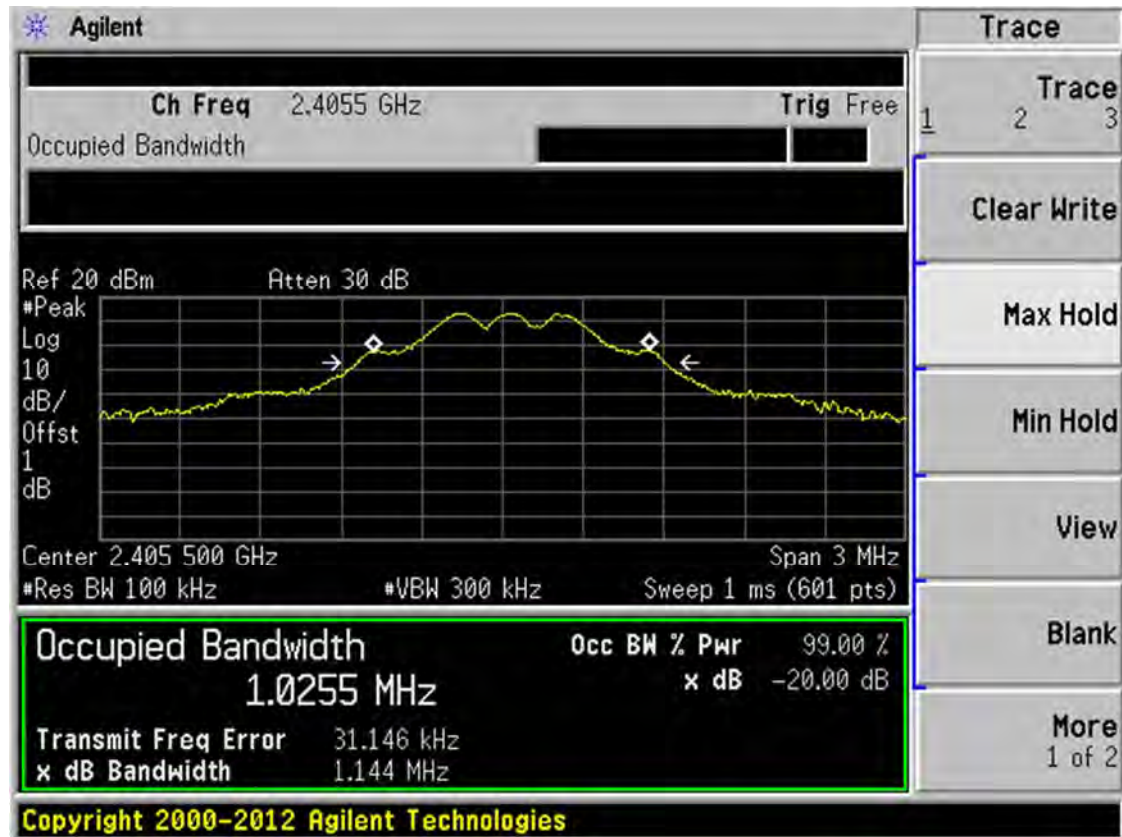 Agilent
Trace
Ch Freq 2.4055 GHz Trig Free
Occupied Bandwidth
Trace
1 2 3
Clear Write
Max Hold
Min Hold
View
Blank
More
1 of 2
Ref 20 dBm Atten 30 dB
#Peak
Log
10
dB/
Offst
1
dB
Center 2.405 500 GHz Span 3 MHz
#Res BW 100 kHz #VBW 300 kHz Sweep 1 ms (601 pts)
Occupied Bandwidth Occ BW % Pwr 99.00 %
1.0255 MHz x dB -20.00 dB
Transmit Freq Error 31.146 kHz
x dB Bandwidth 1.144 MHz
Copyright 2000-2012 Agilent Technologies